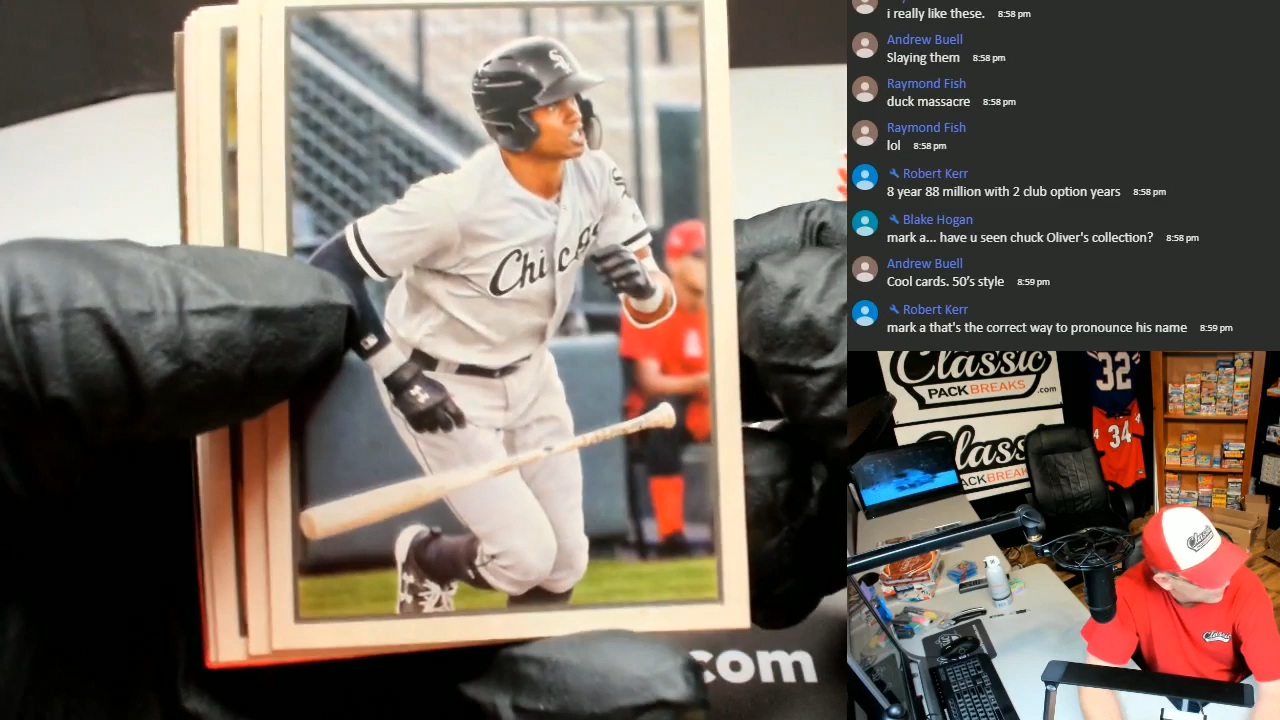 i really like these. 8:58 pm
Andrew Buell
Slaying them 8:58 pm
Raymond Fish
duck massacre 8:58 pm
Raymond Fish
lol 8:58 pm
Robert Kerr
8 year 88 million with 2 club option years 8:58 pm
Blake Hogan
mark a... have u seen chuck Oliver's collection? 8:58 pm
Andrew Buell
Cool cards. 50's style 8:59 pm
Robert Kerr
mark a that's the correct way to pronounce his name 8:59 pm
Chicago
.com
Classic
PACKBREAKS
.com
32
34
Classic